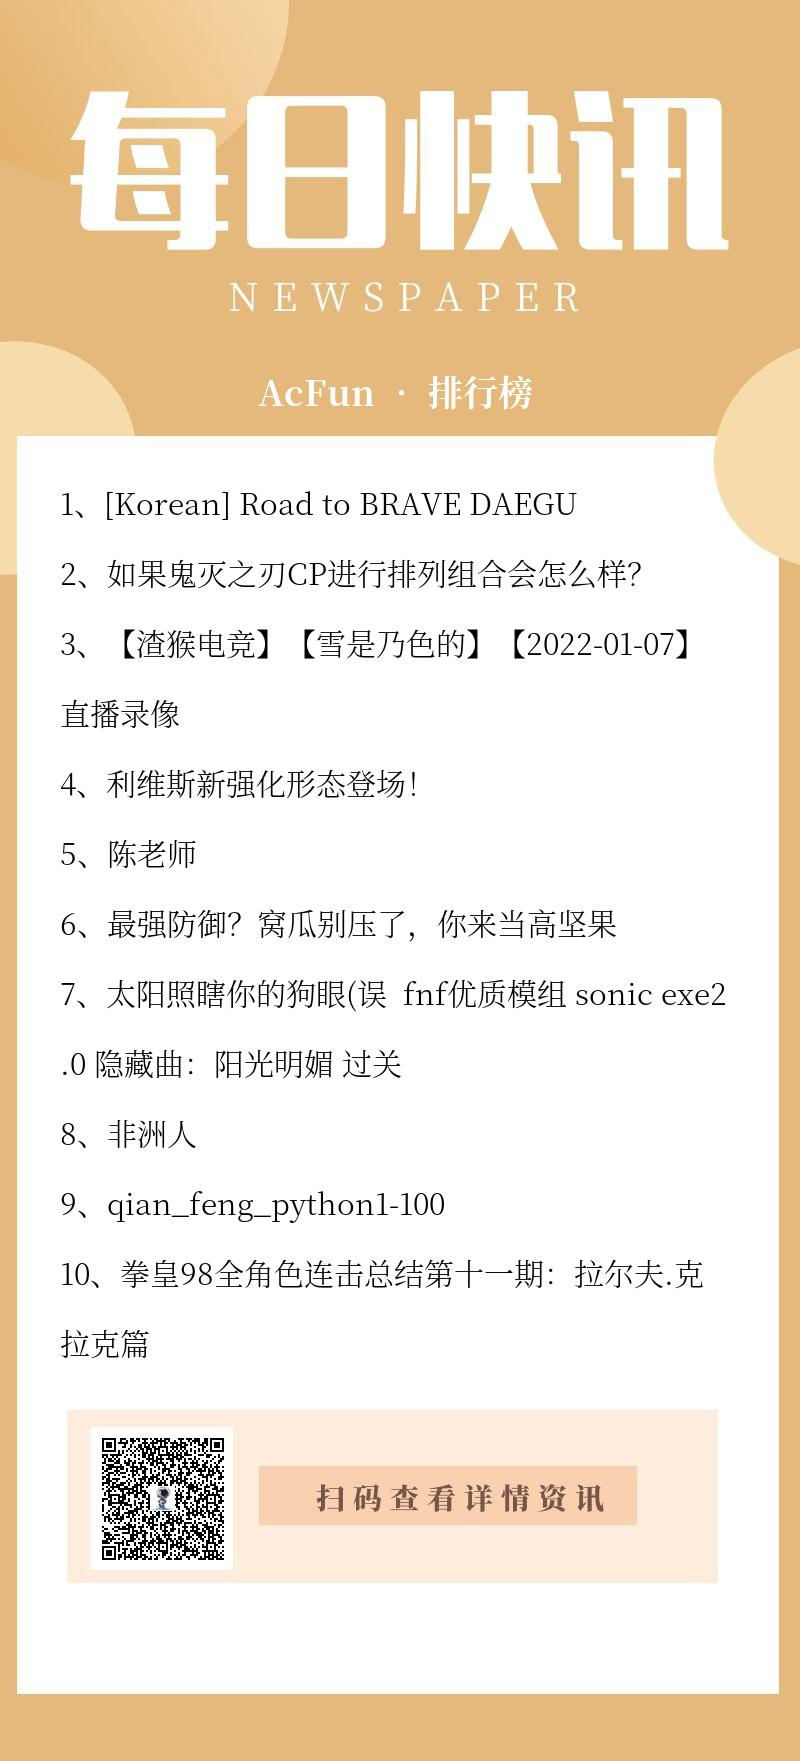 每日快讯
NEWSPAPER
AcFun · 排行榜
1、[Korean] Road to BRAVE DAEGU
2、如果鬼灭之刃CP进行排列组合会怎么样？
3、【渣猴电竞】【雪是乃色的】【2022-01-07】
直播录像
4、利维斯新强化形态登场！
5、陈老师
6、最强防御？窝瓜别压了，你来当高坚果
7、太阳照瞎你的狗眼(误  fnf优质模组 sonic exe2
.0 隐藏曲：阳光明媚 过关
8、非洲人
9、qian_feng_python1-100
10、拳皇98全角色连击总结第十一期：拉尔夫.克
拉克篇
扫码查看详情资讯